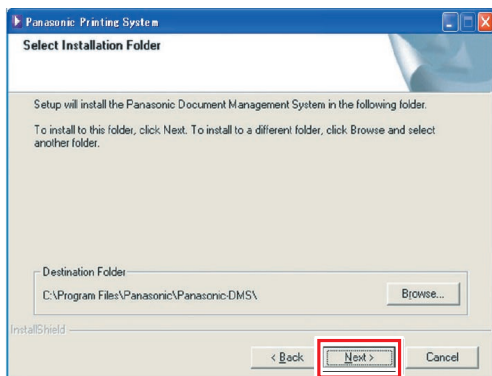 Panasonic Printing System
Select Installation Folder
Setup will install the Panasonic Document Management System in the following folder.
To install to this folder, click Next. To install to a different folder, click Browse and select
another folder.
Destination Folder
C:\Program Files\Panasonic\Panasonic-DMS\
Browse...
InstallShield
< Back
Next >
Cancel